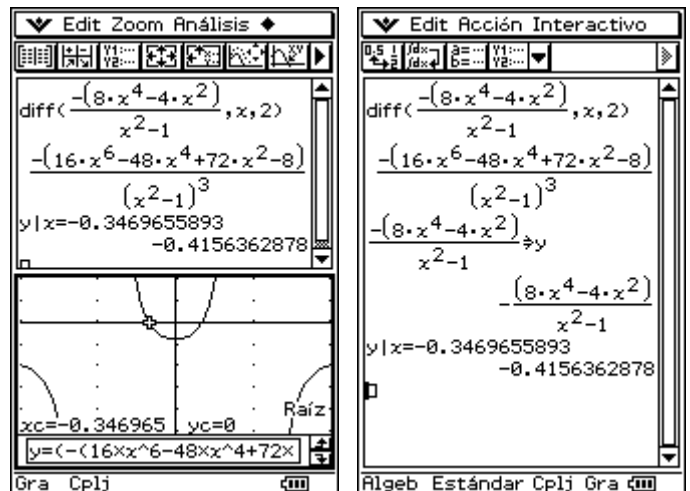 Edit Zoom Análisis ◆
diff(-(8·x^4-4·x^2)/(x^2-1),x,2)
-(16·x^6-48·x^4+72·x^2-8)/(x^2-1)^3
y|x=-0.3469655893
-0.4156362878
Raíz
xc=-0.346965 yc=0
y=(-(16×x^6-48×x^4+72×
Gra Cplj
Edit Acción Interactivo
diff(-(8·x^4-4·x^2)/(x^2-1),x,2)
-(16·x^6-48·x^4+72·x^2-8)/(x^2-1)^3
-(8·x^4-4·x^2)/(x^2-1)⇒y
-(8·x^4-4·x^2)/(x^2-1)
y|x=-0.3469655893
-0.4156362878
Algeb Estándar Cplj Gra